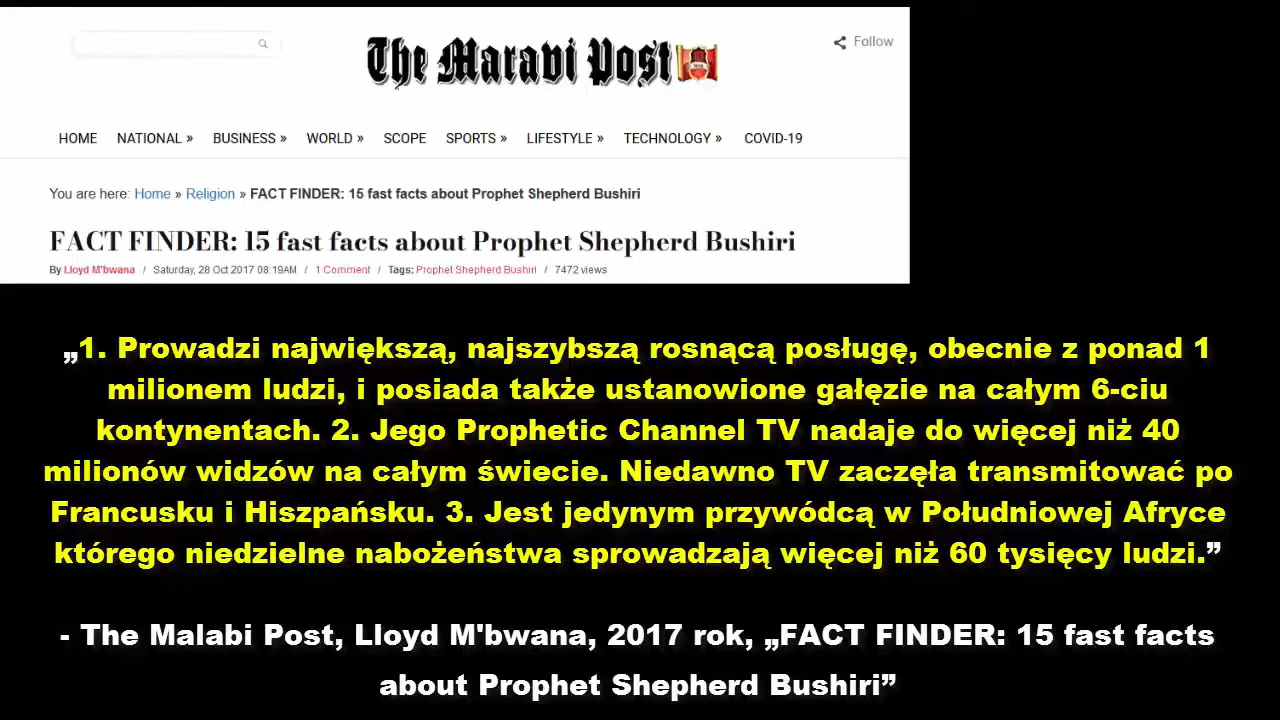 The Maravi Post
Follow
HOME NATIONAL » BUSINESS » WORLD » SCOPE SPORTS » LIFESTYLE » TECHNOLOGY » COVID-19
You are here: Home » Religion » FACT FINDER: 15 fast facts about Prophet Shepherd Bushiri
FACT FINDER: 15 fast facts about Prophet Shepherd Bushiri
By Lloyd M'bwana / Saturday, 28 Oct 2017 08:19AM / 1 Comment / Tags: Prophet Shepherd Bushiri / 7472 views
„1. Prowadzi największą, najszybszą rosnącą posługę, obecnie z ponad 1
milionem ludzi, i posiada także ustanowione gałęzie na całym 6-ciu
kontynentach. 2. Jego Prophetic Channel TV nadaje do więcej niż 40
milionów widzów na całym świecie. Niedawno TV zaczęła transmitować po
Francusku i Hiszpańsku. 3. Jest jedynym przywódcą w Południowej Afryce
którego niedzielne nabożeństwa sprowadzają więcej niż 60 tysięcy ludzi.”
- The Malabi Post, Lloyd M'bwana, 2017 rok, „FACT FINDER: 15 fast facts
about Prophet Shepherd Bushiri”